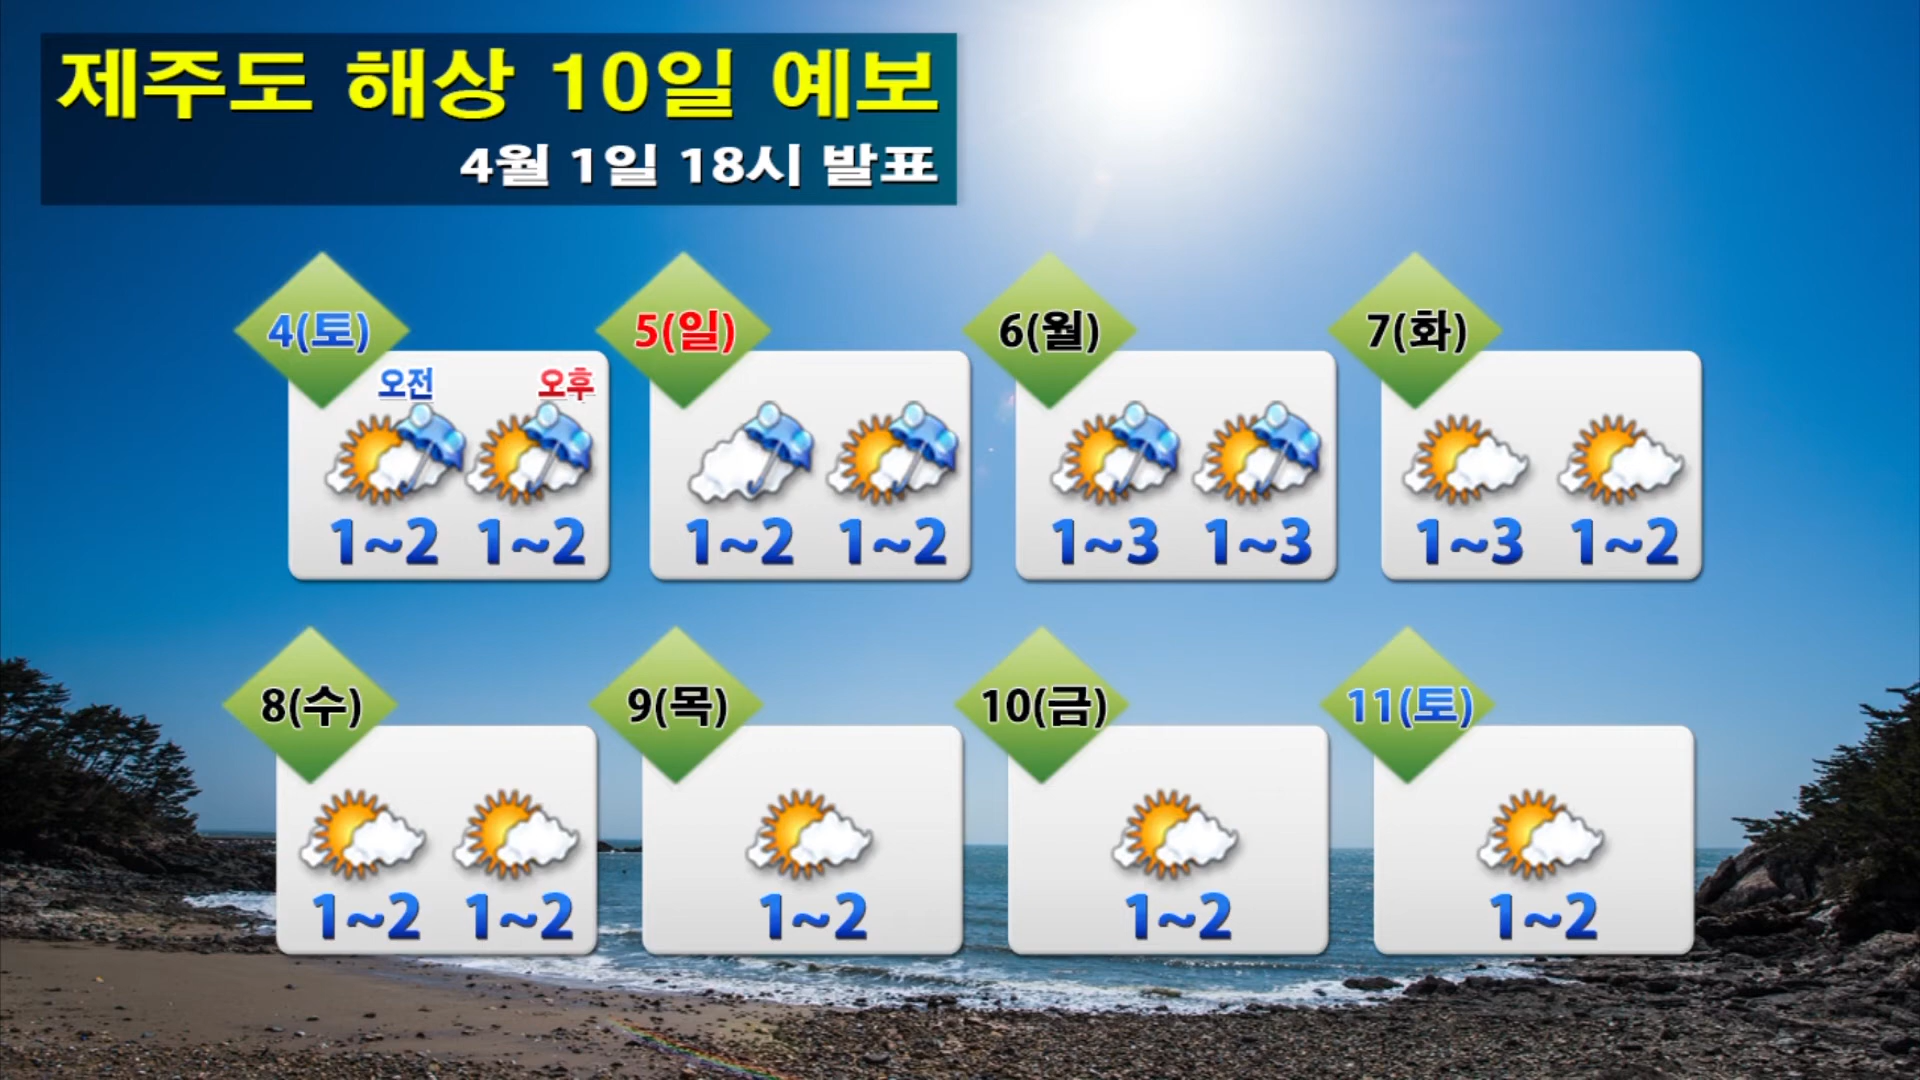 제주도 해상 10일 예보
4월 1일 18시 발표
4(토) 5(일) 6(월) 7(화)
오전 오후
1~2 1~2 1~2 1~2 1~3 1~3 1~3 1~2
8(수) 9(목) 10(금) 11(토)
1~2 1~2 1~2 1~2 1~2